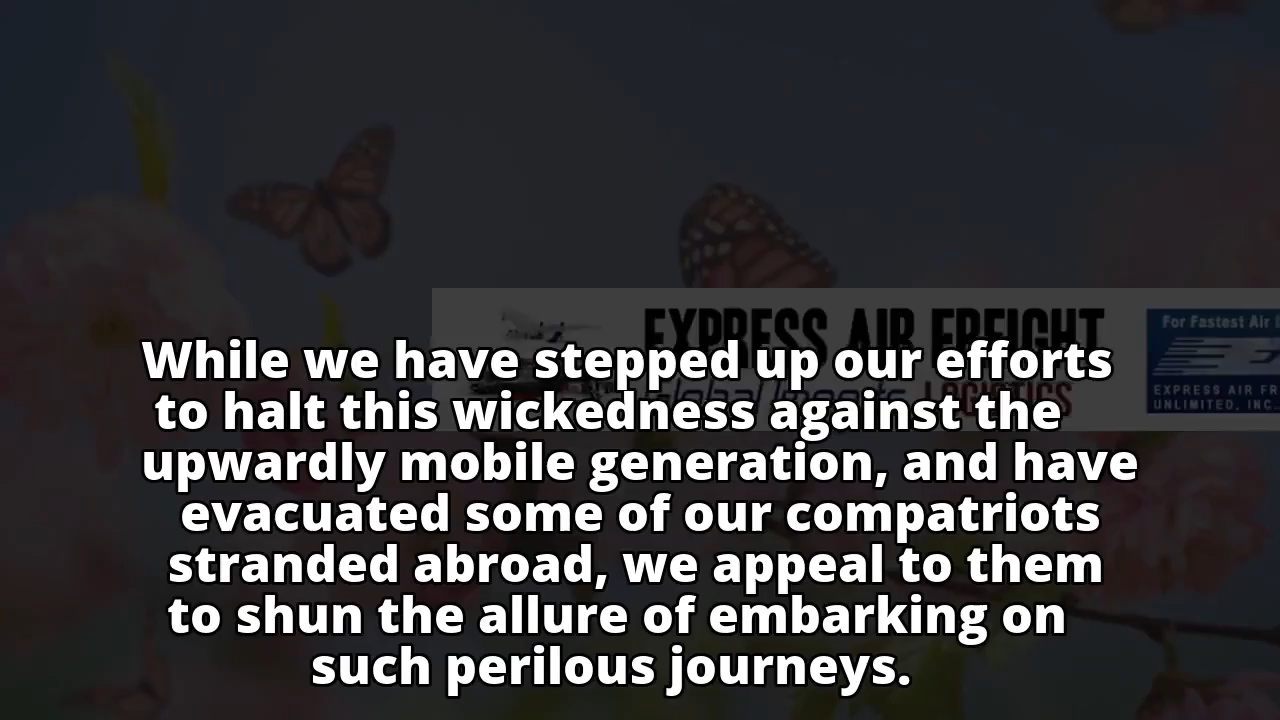 EXPRESS AIR FREIGHT
LOGISTICS
For Fastest Air
EXPRESS AIR
UNLIMITED, INC.
While we have stepped up our efforts
to halt this wickedness against the
upwardly mobile generation, and have
evacuated some of our compatriots
stranded abroad, we appeal to them
to shun the allure of embarking on
such perilous journeys.